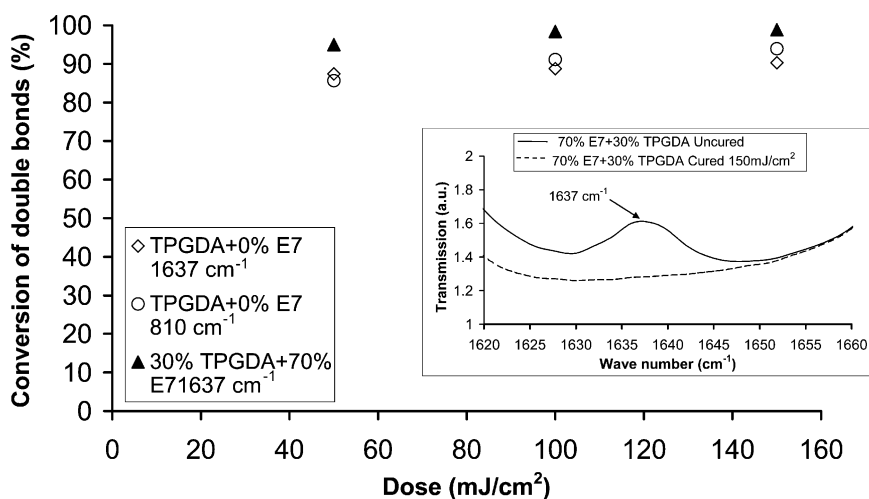 Conversion of double bonds (%)
100
90
80
70
60
50
40
30
20
10
0
0 20 40 60 80 100 120 140 160
Dose (mJ/cm²)
◇ TPGDA+0% E7
1637 cm⁻¹
○ TPGDA+0% E7
810 cm⁻¹
▲ 30% TPGDA+70%
E71637 cm⁻¹
70% E7+30% TPGDA Uncured
70% E7+30% TPGDA Cured 150mJ/cm²
1637 cm⁻¹
Transmission (a.u.)
2
1.8
1.6
1.4
1.2
1
1620 1625 1630 1635 1640 1645 1650 1655 1660
Wave number (cm⁻¹)